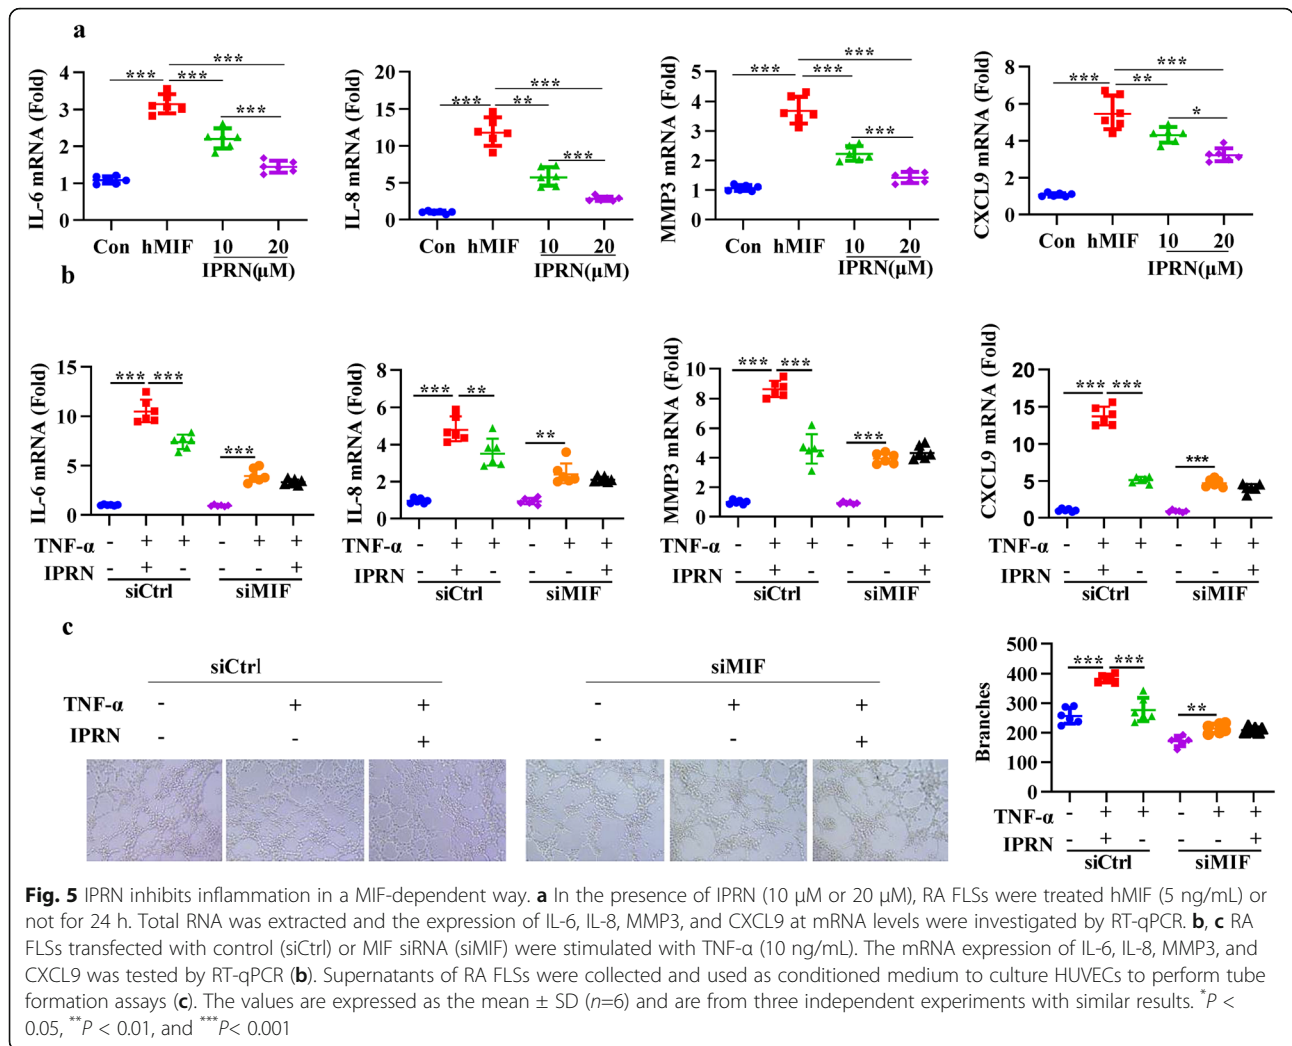 a
IL-6 mRNA (Fold)
4
3
2
1
0
*** *** *** ***
Con hMIF 10 20
IPRN(μM)
IL-8 mRNA (Fold)
20
15
10
5
0
*** ** *** ***
Con hMIF 10 20
IPRN(μM)
MMP3 mRNA (Fold)
5
4
3
2
1
0
*** *** *** ***
Con hMIF 10 20
IPRN(μM)
CXCL9 mRNA (Fold)
8
6
4
2
0
*** ** *** *
Con hMIF 10 20
IPRN(μM)
b
IL-6 mRNA (Fold)
15
10
5
0
*** *** ***
TNF-α - + + - + +
IPRN - + - - +
siCtrl siMIF
IL-8 mRNA (Fold)
8
6
4
2
0
*** ** **
- + + - + +
- + - - +
siCtrl siMIF
MMP3 mRNA (Fold)
10
8
6
4
2
0
*** *** ***
TNF-α - + + - + +
IPRN - + - - +
siCtrl siMIF
CXCL9 mRNA (Fold)
20
15
10
5
0
*** *** ***
TNF-α - + + - + +
IPRN - + - - +
siCtrl siMIF
c
siCtrl siMIF
TNF-α - + + - + +
IPRN - - + - - +
Branches
500
400
300
200
100
0
*** *** **
TNF-α - + + - + +
IPRN - + - - +
siCtrl siMIF
Fig. 5 IPRN inhibits inflammation in a MIF-dependent way. a In the presence of IPRN (10 μM or 20 μM), RA FLSs were treated hMIF (5 ng/mL) or
not for 24 h. Total RNA was extracted and the expression of IL-6, IL-8, MMP3, and CXCL9 at mRNA levels were investigated by RT-qPCR. b, c RA
FLSs transfected with control (siCtrl) or MIF siRNA (siMIF) were stimulated with TNF-α (10 ng/mL). The mRNA expression of IL-6, IL-8, MMP3, and
CXCL9 was tested by RT-qPCR (b). Supernatants of RA FLSs were collected and used as conditioned medium to culture HUVECs to perform tube
formation assays (c). The values are expressed as the mean ± SD (n=6) and are from three independent experiments with similar results. *P <
0.05, **P < 0.01, and ***P< 0.001